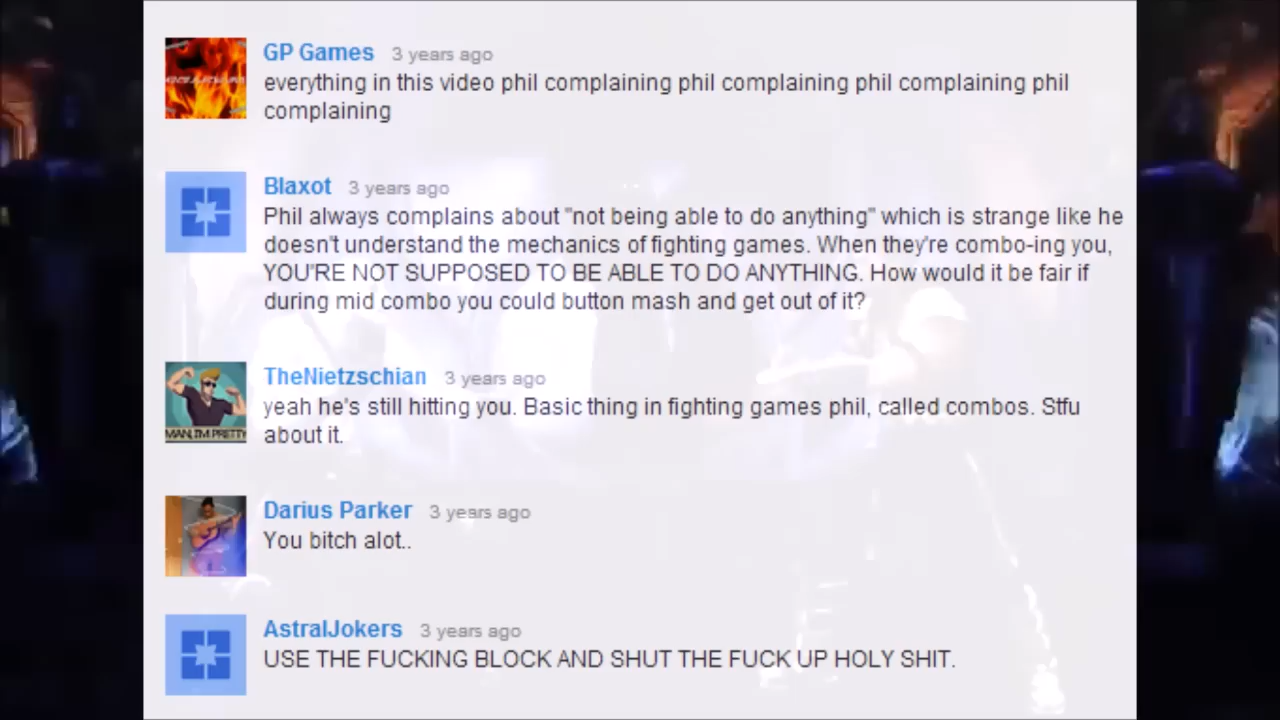 GP Games 3 years ago
everything in this video phil complaining phil complaining phil complaining phil
complaining
Blaxot 3 years ago
Phil always complains about "not being able to do anything" which is strange like he
doesn't understand the mechanics of fighting games. When they're combo-ing you,
YOU'RE NOT SUPPOSED TO BE ABLE TO DO ANYTHING. How would it be fair if
during mid combo you could button mash and get out of it?
TheNietzschian 3 years ago
yeah he's still hitting you. Basic thing in fighting games phil, called combos. Stfu
about it.
MAN, I'M PRETTY
Darius Parker 3 years ago
You bitch alot..
AstralJokers 3 years ago
USE THE FUCKING BLOCK AND SHUT THE FUCK UP HOLY SHIT.